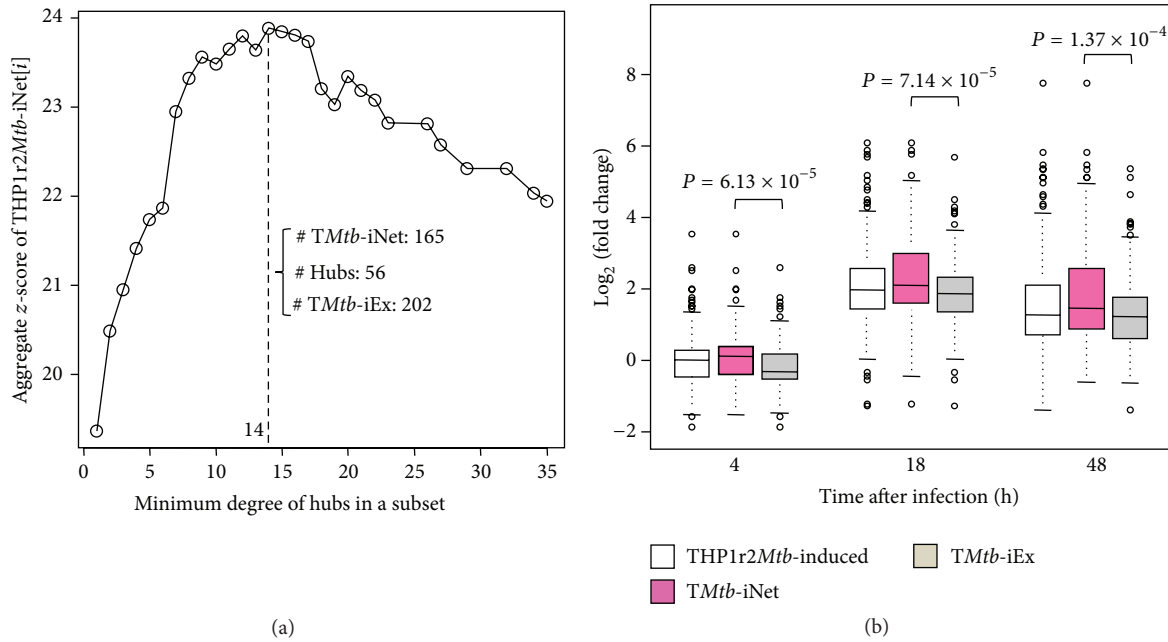 24
23
22
21
20
Aggregate z-score of THP1r2Mtb-iNet[i]
# TMtb-iNet: 165
# Hubs: 56
# TMtb-iEx: 202
14
0 5 10 15 20 25 30 35
Minimum degree of hubs in a subset
(a)
8
6
4
2
0
−2
Log₂ (fold change)
P = 6.13 × 10⁻⁵
P = 7.14 × 10⁻⁵
P = 1.37 × 10⁻⁴
4 18 48
Time after infection (h)
THP1r2Mtb-induced
TMtb-iNet
TMtb-iEx
(b)